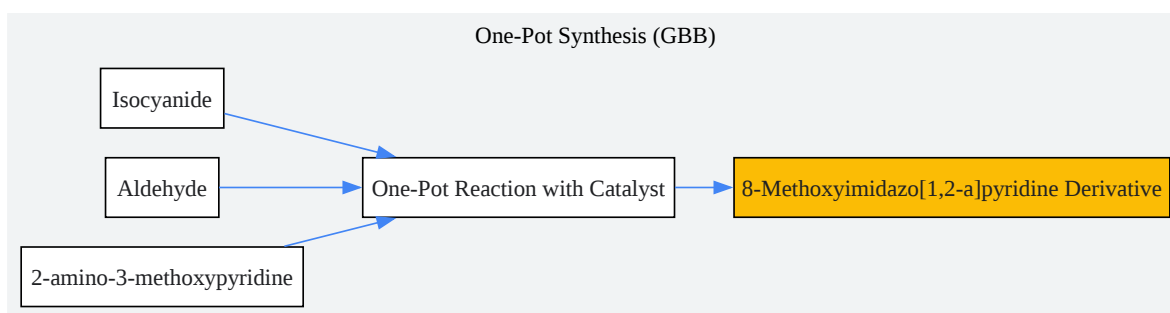 One-Pot Synthesis (GBB)
Isocyanide
Aldehyde
One-Pot Reaction with Catalyst
8-Methoxyimidazo[1,2-a]pyridine Derivative
2-amino-3-methoxypyridine